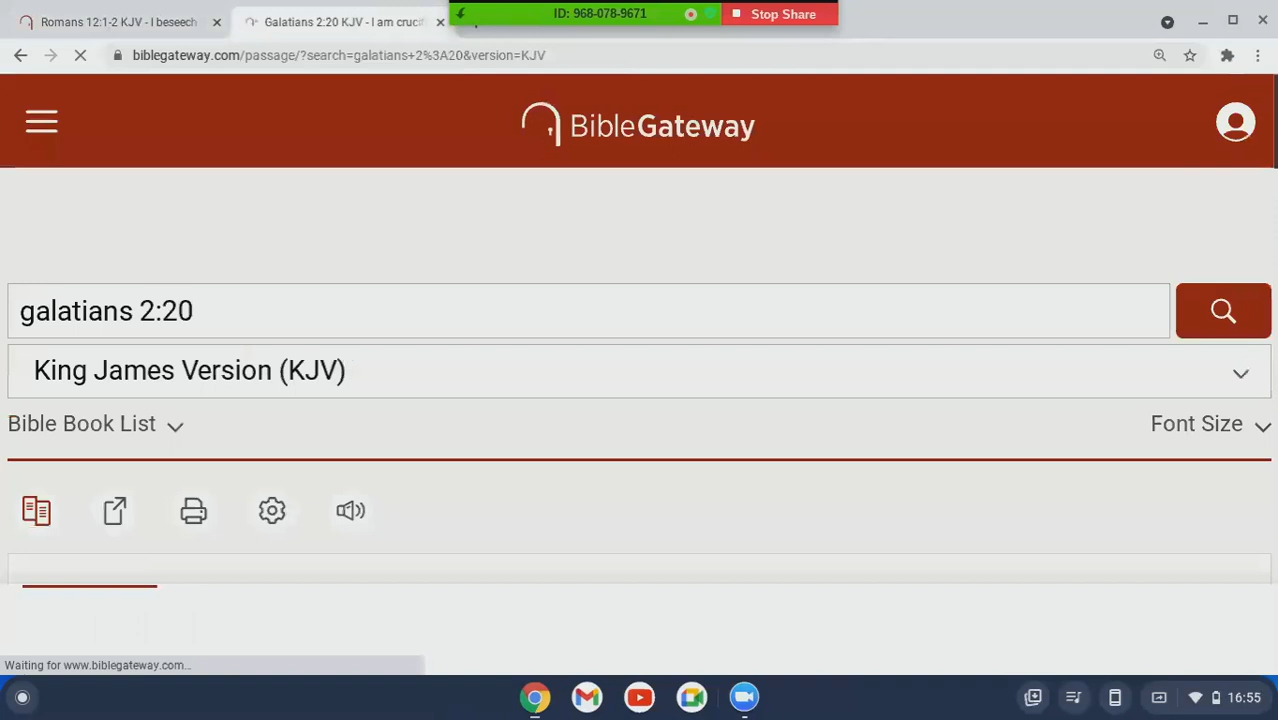 Romans 12:1-2 KJV - I beseech
Galatians 2:20 KJV - I am cruci
ID: 968-078-9671
Stop Share
biblegateway.com/passage/?search=galatians+2%3A20&version=KJV
BibleGateway
galatians 2:20
King James Version (KJV)
Bible Book List
Font Size
Waiting for www.biblegateway.com...
16:55